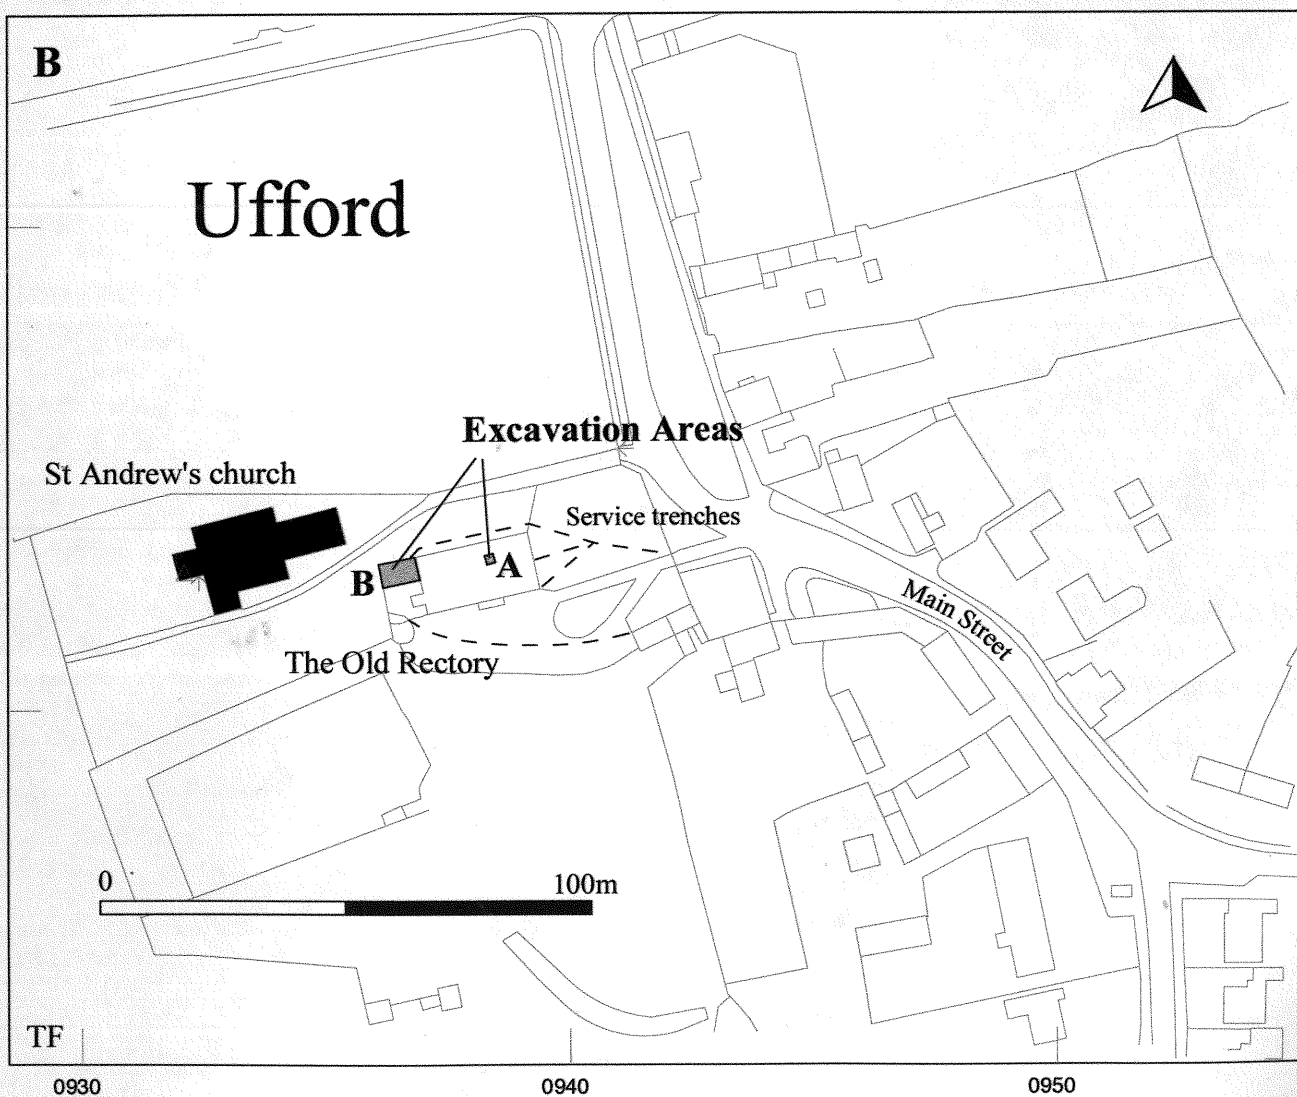 B
Ufford
Excavation Areas
St Andrew's church
Service trenches
A
B
Main Street
The Old Rectory
0 100m
TF
0930 0940 0950